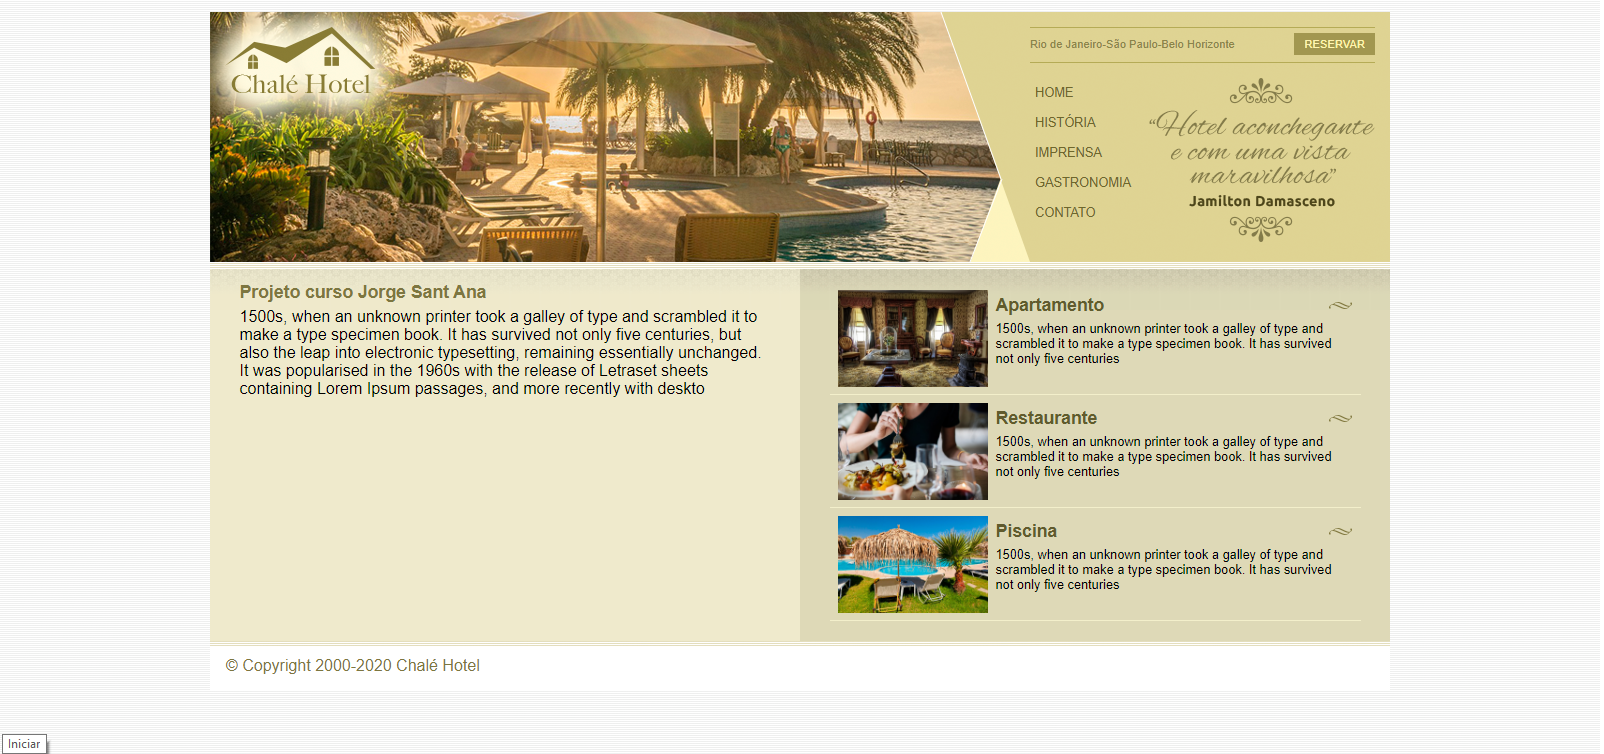 Chalé Hotel
Rio de Janeiro-São Paulo-Belo Horizonte
RESERVAR
HOME
HISTÓRIA
IMPRENSA
GASTRONOMIA
CONTATO
“Hotel aconchegante
e com uma vista
maravilhosa”
Jamilton Damasceno
Projeto curso Jorge Sant Ana
1500s, when an unknown printer took a galley of type and scrambled it to
make a type specimen book. It has survived not only five centuries, but
also the leap into electronic typesetting, remaining essentially unchanged.
It was popularised in the 1960s with the release of Letraset sheets
containing Lorem Ipsum passages, and more recently with deskto
Apartamento
1500s, when an unknown printer took a galley of type and
scrambled it to make a type specimen book. It has survived
not only five centuries
Restaurante
1500s, when an unknown printer took a galley of type and
scrambled it to make a type specimen book. It has survived
not only five centuries
Piscina
1500s, when an unknown printer took a galley of type and
scrambled it to make a type specimen book. It has survived
not only five centuries
© Copyright 2000-2020 Chalé Hotel
Iniciar